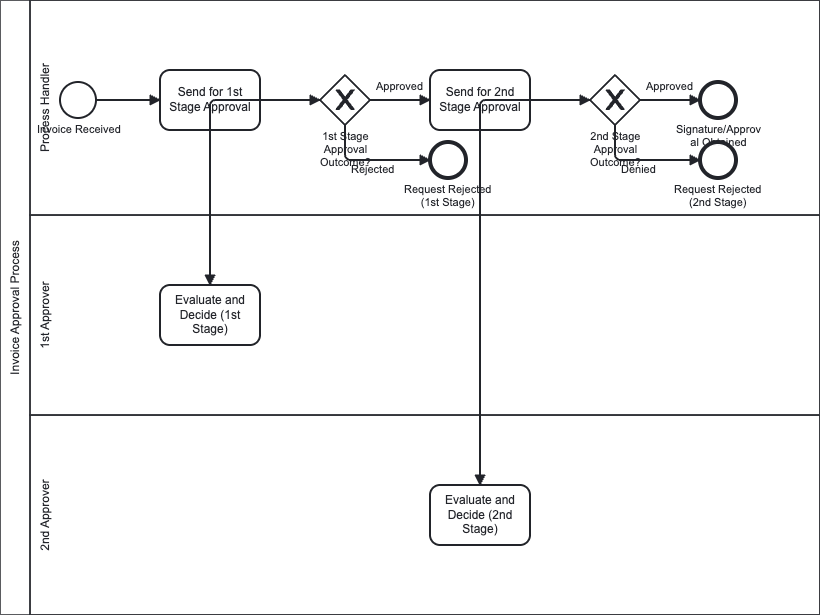 Invoice Approval Process
Process Handler
Invoice Received
Send for 1st
Stage Approval
1st Stage
Approval
Outcome?
Approved
Rejected
Request Rejected
(1st Stage)
Send for 2nd
Stage Approval
2nd Stage
Approval
Outcome?
Approved
Denied
Signature/Approv
al Obtained
Request Rejected
(2nd Stage)
1st Approver
Evaluate and
Decide (1st
Stage)
2nd Approver
Evaluate and
Decide (2nd
Stage)